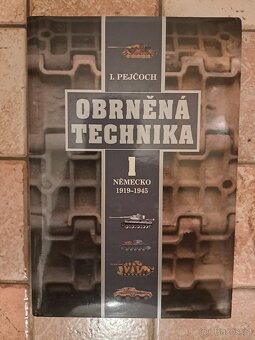 I. PEJČOCH
OBRNĚNÁ
TECHNIKA
1
NĚMECKO
1919–1945